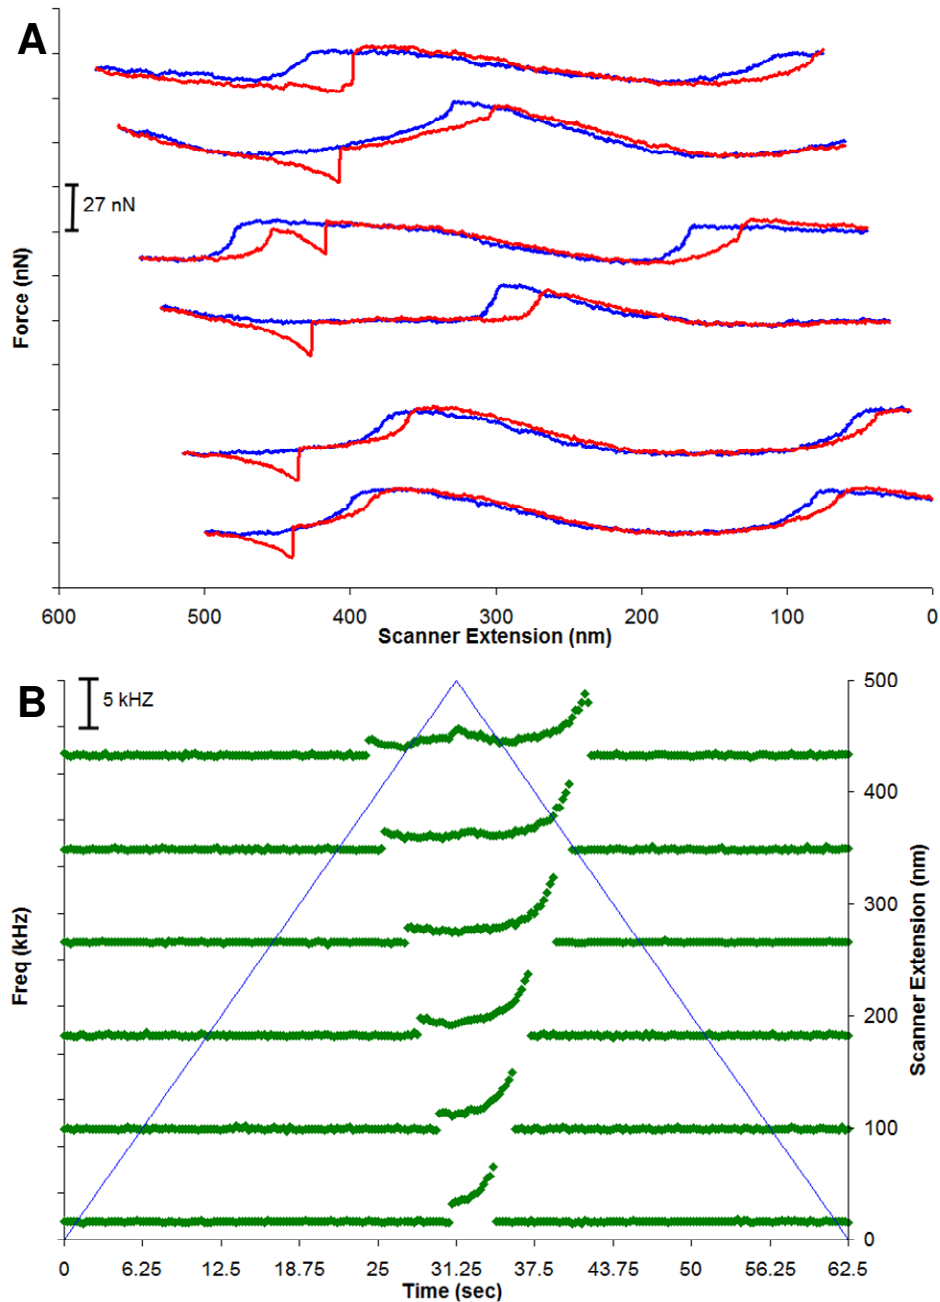 A
27 nN
Force (nN)
600 500 400 300 200 100 0
Scanner Extension (nm)
B
5 kHZ
500
400
300
200
100
0
Freq (kHz)
Scanner Extension (nm)
0 6.25 12.5 18.75 25 31.25 37.5 43.75 50 56.25 62.5
Time (sec)